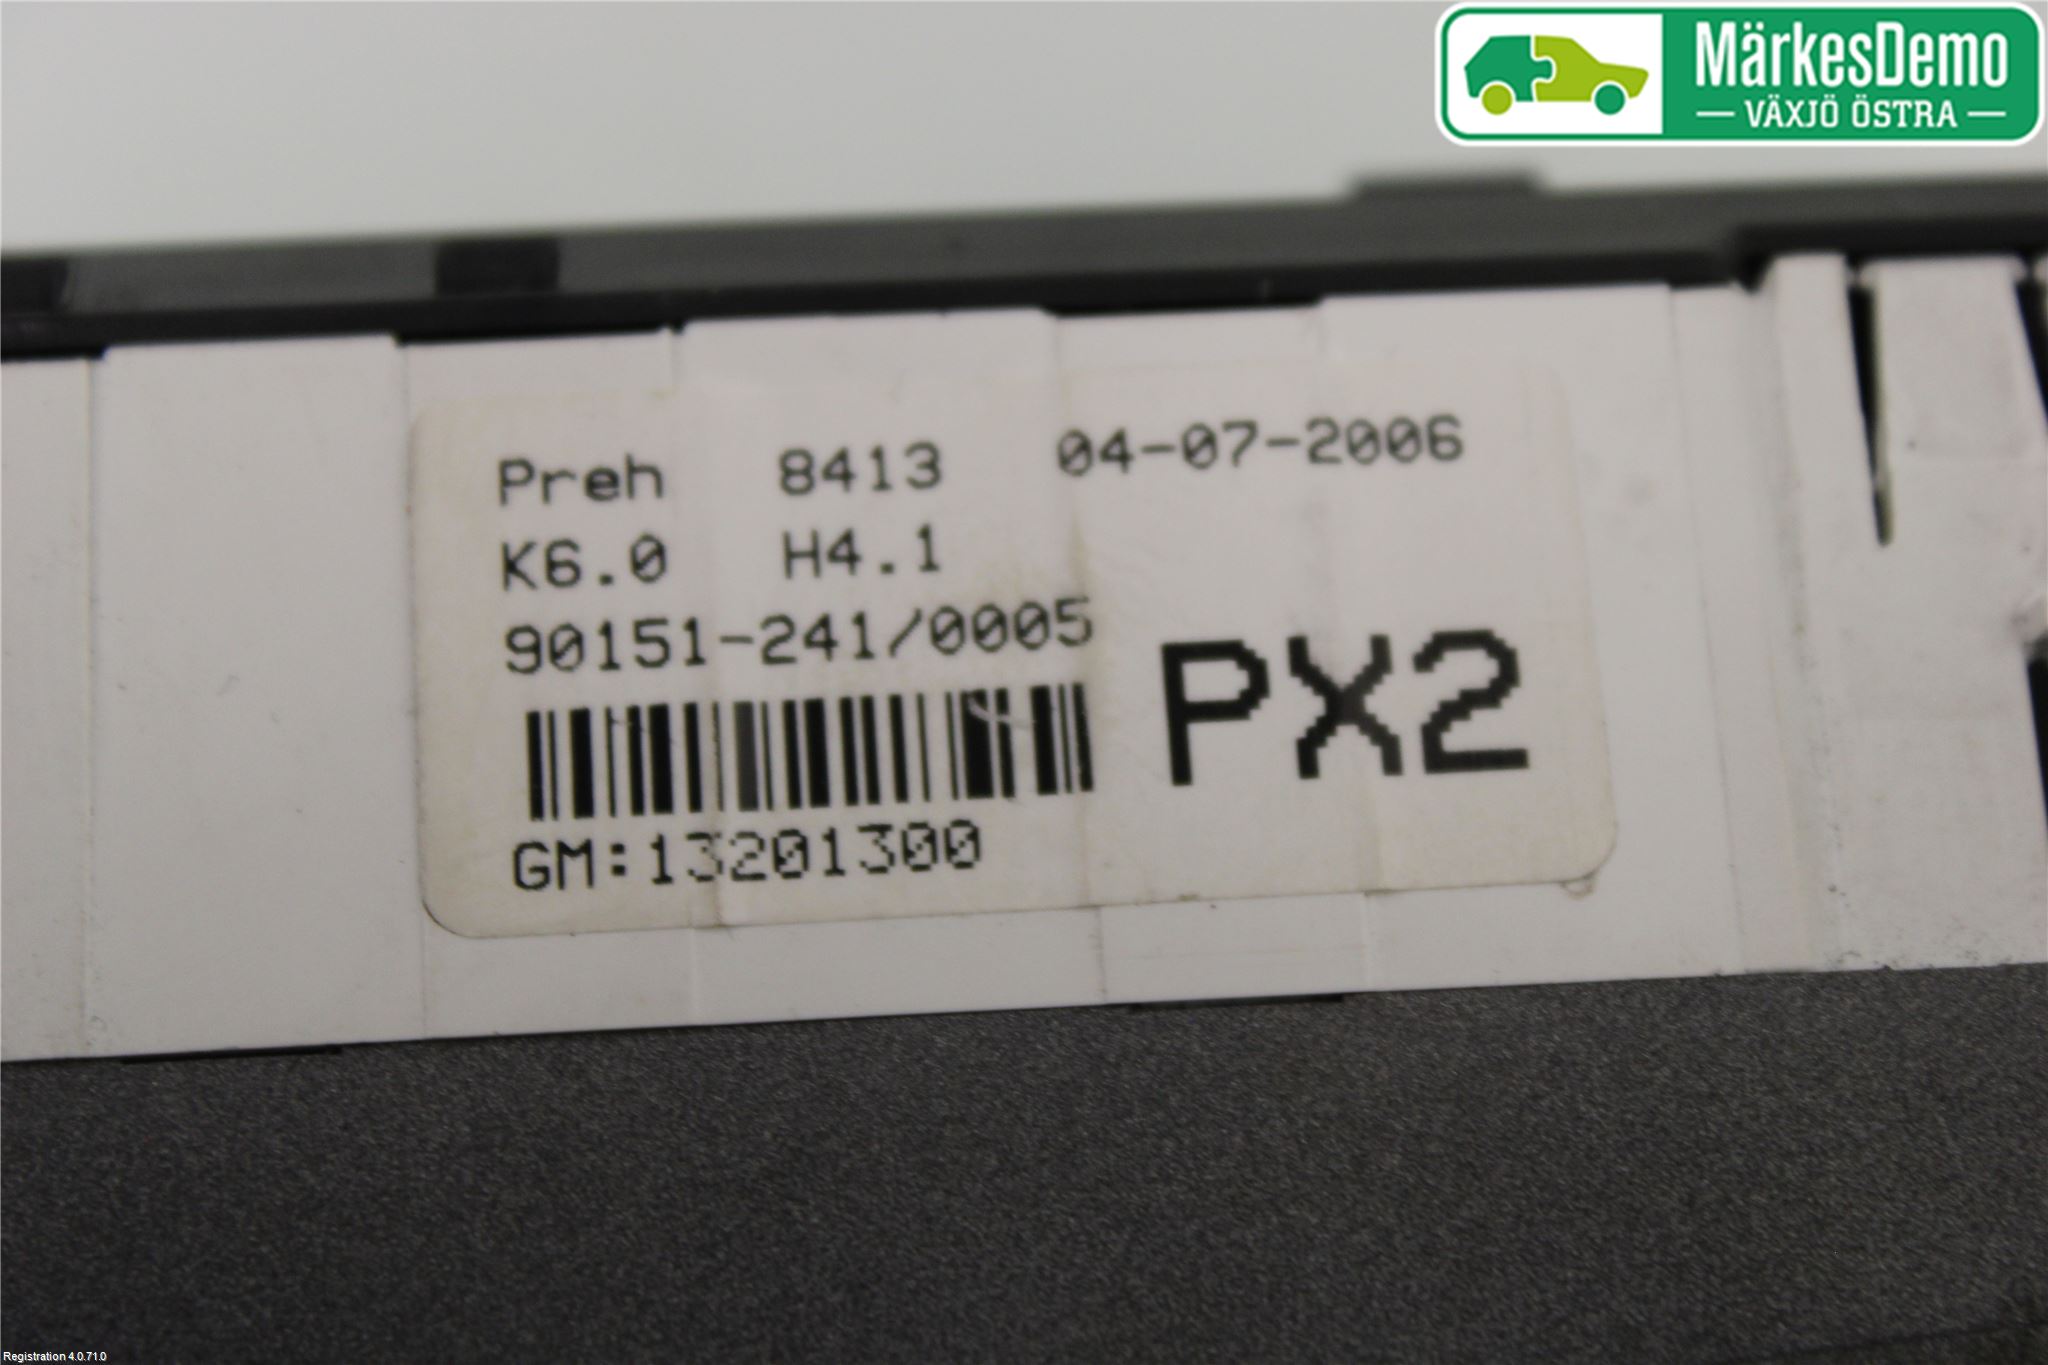 MärkesDemo
— VÄXJÖ ÖSTRA —
Preh 8413 04-07-2006
K6.0 H4.1
90151-241/0005
PX2
GM:13201300
Registration 4.0.71.0